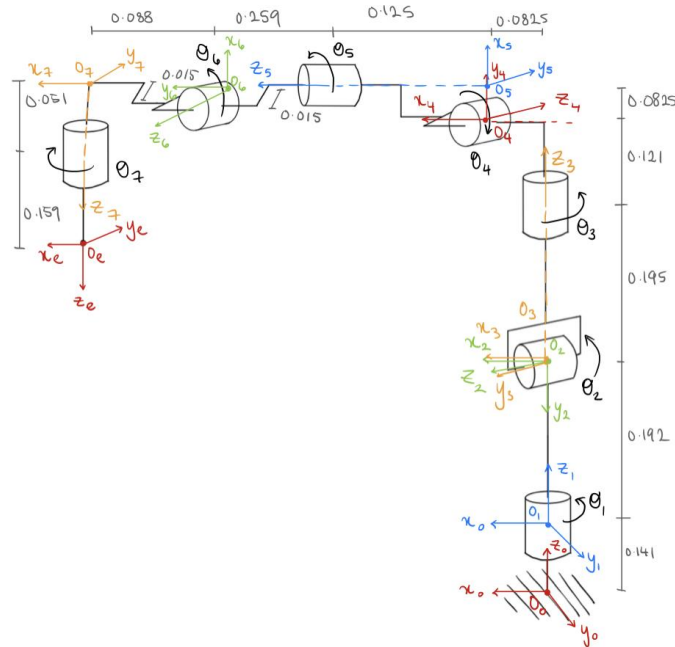 0.088 0.259 0.125 0.0825
x₆ x₅
θ₆ θ₅
y₇ y₄
x₇ O₇ z₅ y₅
0.015 y₆ O₆ O₅
0.051 z₄ 0.0825
x₄
z₆ 0.015 O₄
θ₇ θ₄ z₃ 0.121
z₇
0.159 yₑ θ₃
xₑ Oₑ
0.195
zₑ
O₃
x₃
x₂ O₂
z₂ θ₂
y₃ y₂
0.192
z₁
θ₁
x₀ O₁
z₀ y₁ 0.141
x₀ O₀
y₀